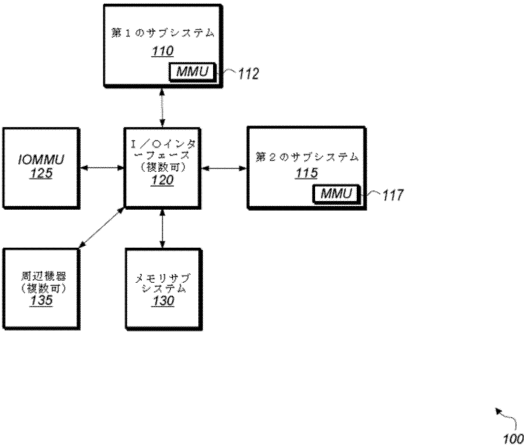 第１のサブシステム
110
MMU
112
IOMMU
125
Ｉ／Ｏインタ
ーフェース
（複数可）
120
第２のサブシステム
115
MMU
117
周辺機器
（複数可）
135
メモリサブ
システム
130
100